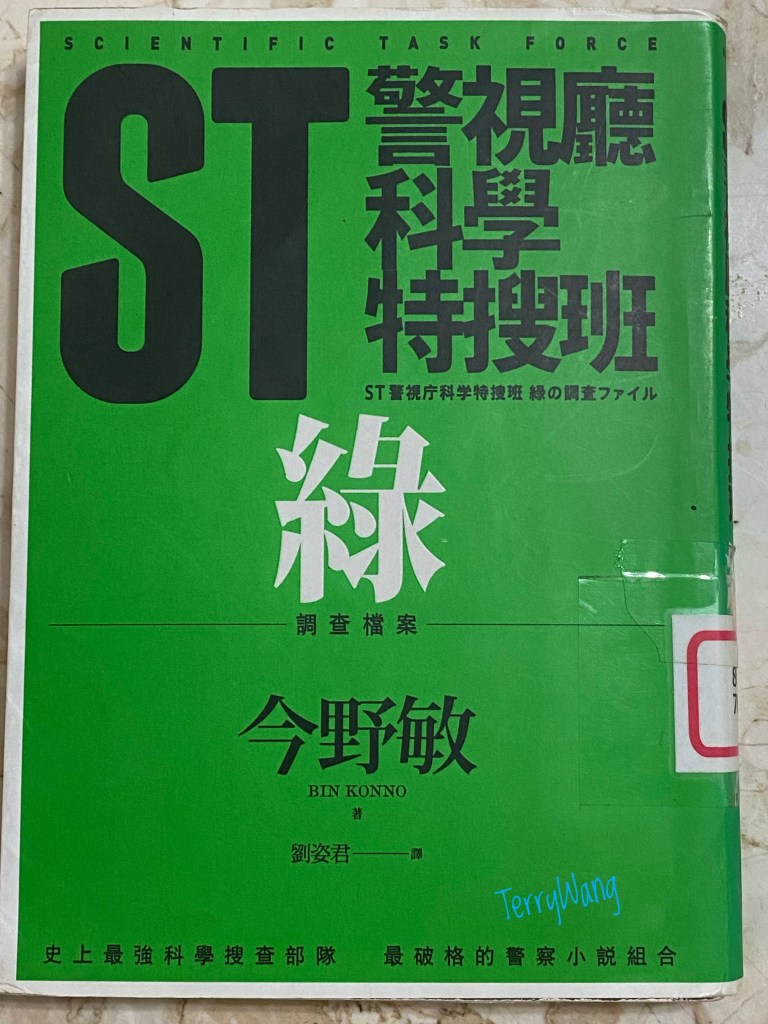 SCIENTIFIC TASK FORCE
ST
警視廳
科學
特搜班
ST 警視庁科学特捜班 緑の調査ファイル
綠
調查檔案
今野敏
BIN KONNO
著
劉姿君——譯
TerryWang
史上最強科學搜查部隊 最破格的警察小說組合
8
7